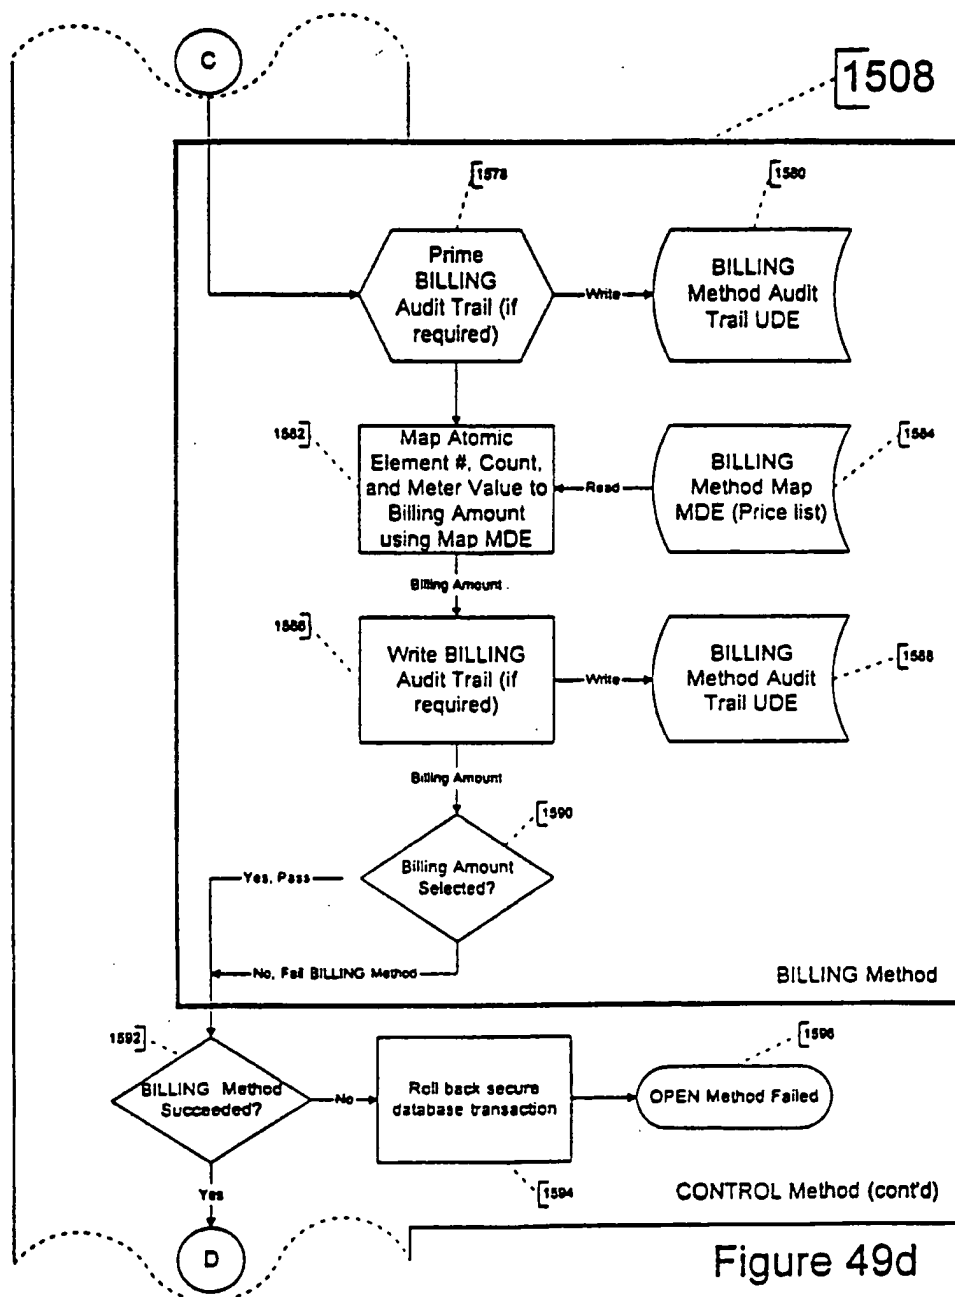 C
1508
1578
1580
Prime
BILLING
Audit Trail (if
required)
Write
BILLING
Method Audit
Trail UDE
1582
Map Atomic
Element #, Count,
and Meter Value to
Billing Amount
using Map MDE
Read
BILLING
Method Map
MDE (Price list)
1584
Billing Amount
1586
Write BILLING
Audit Trail (if
required)
Write
BILLING
Method Audit
Trail UDE
1588
Billing Amount
1590
Billing Amount
Selected?
Yes, Pass
No, Fail BILLING Method
BILLING Method
1592
BILLING Method
Succeeded?
No
Roll back secure
database transaction
1596
OPEN Method Failed
Yes
1594
CONTROL Method (cont'd)
D
Figure 49d